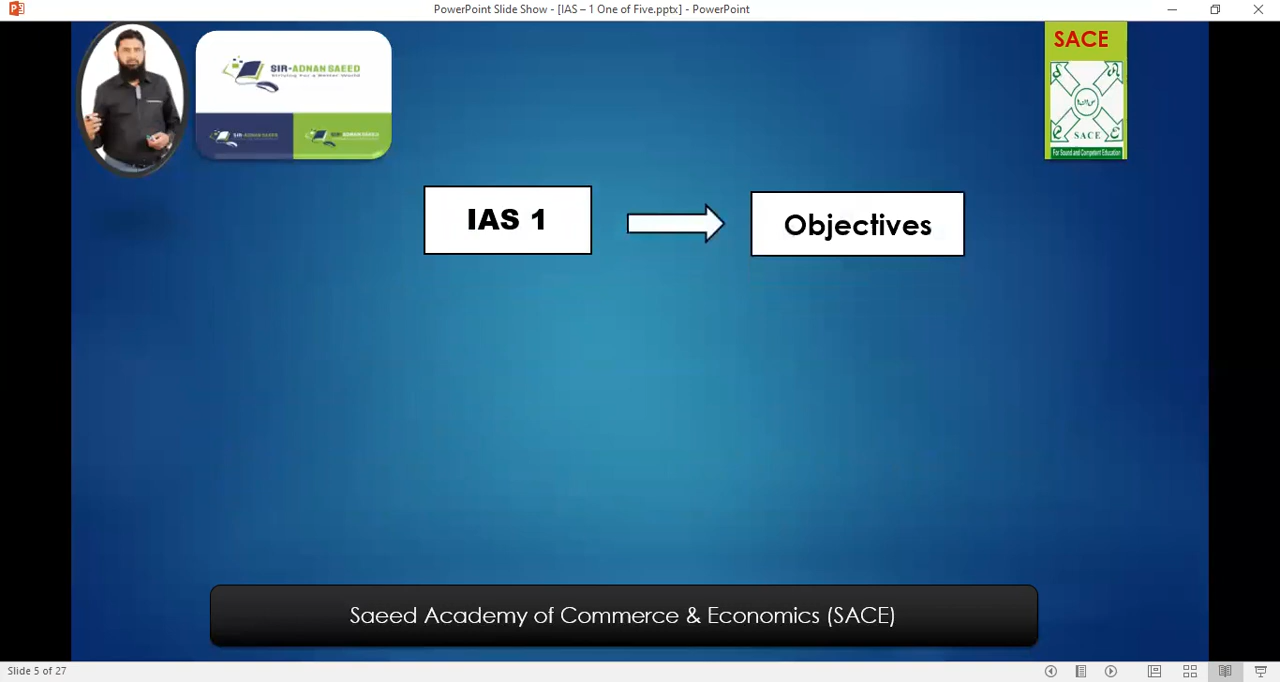 PowerPoint Slide Show - [IAS – 1 One of Five.pptx] - PowerPoint
SIR-ADNAN SAEED
SACE
SACE
For Sound and Competent Education
IAS 1
Objectives
Saeed Academy of Commerce & Economics (SACE)
Slide 5 of 27